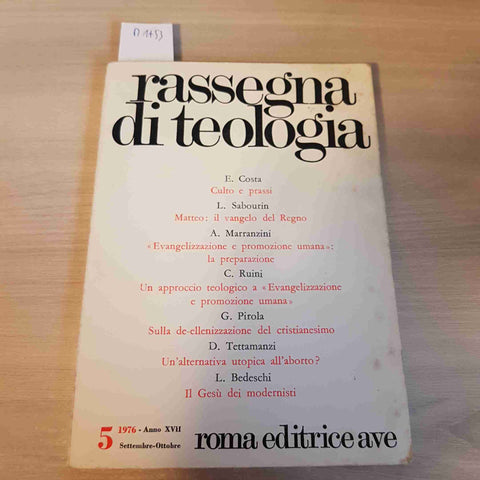 rassegna
di teologia
E. Costa
Culto e prassi
L. Sabourin
Matteo: il vangelo del Regno
A. Marranzini
«Evangelizzazione e promozione umana»:
la preparazione
C. Ruini
Un approccio teologico a «Evangelizzazione
e promozione umana»
G. Pirola
Sulla de-ellenizzazione del cristianesimo
D. Tettamanzi
Un'alternativa utopica all'aborto?
L. Bedeschi
Il Gesù dei modernisti
5 1976 - Anno XVII
Settembre-Ottobre
roma editrice ave